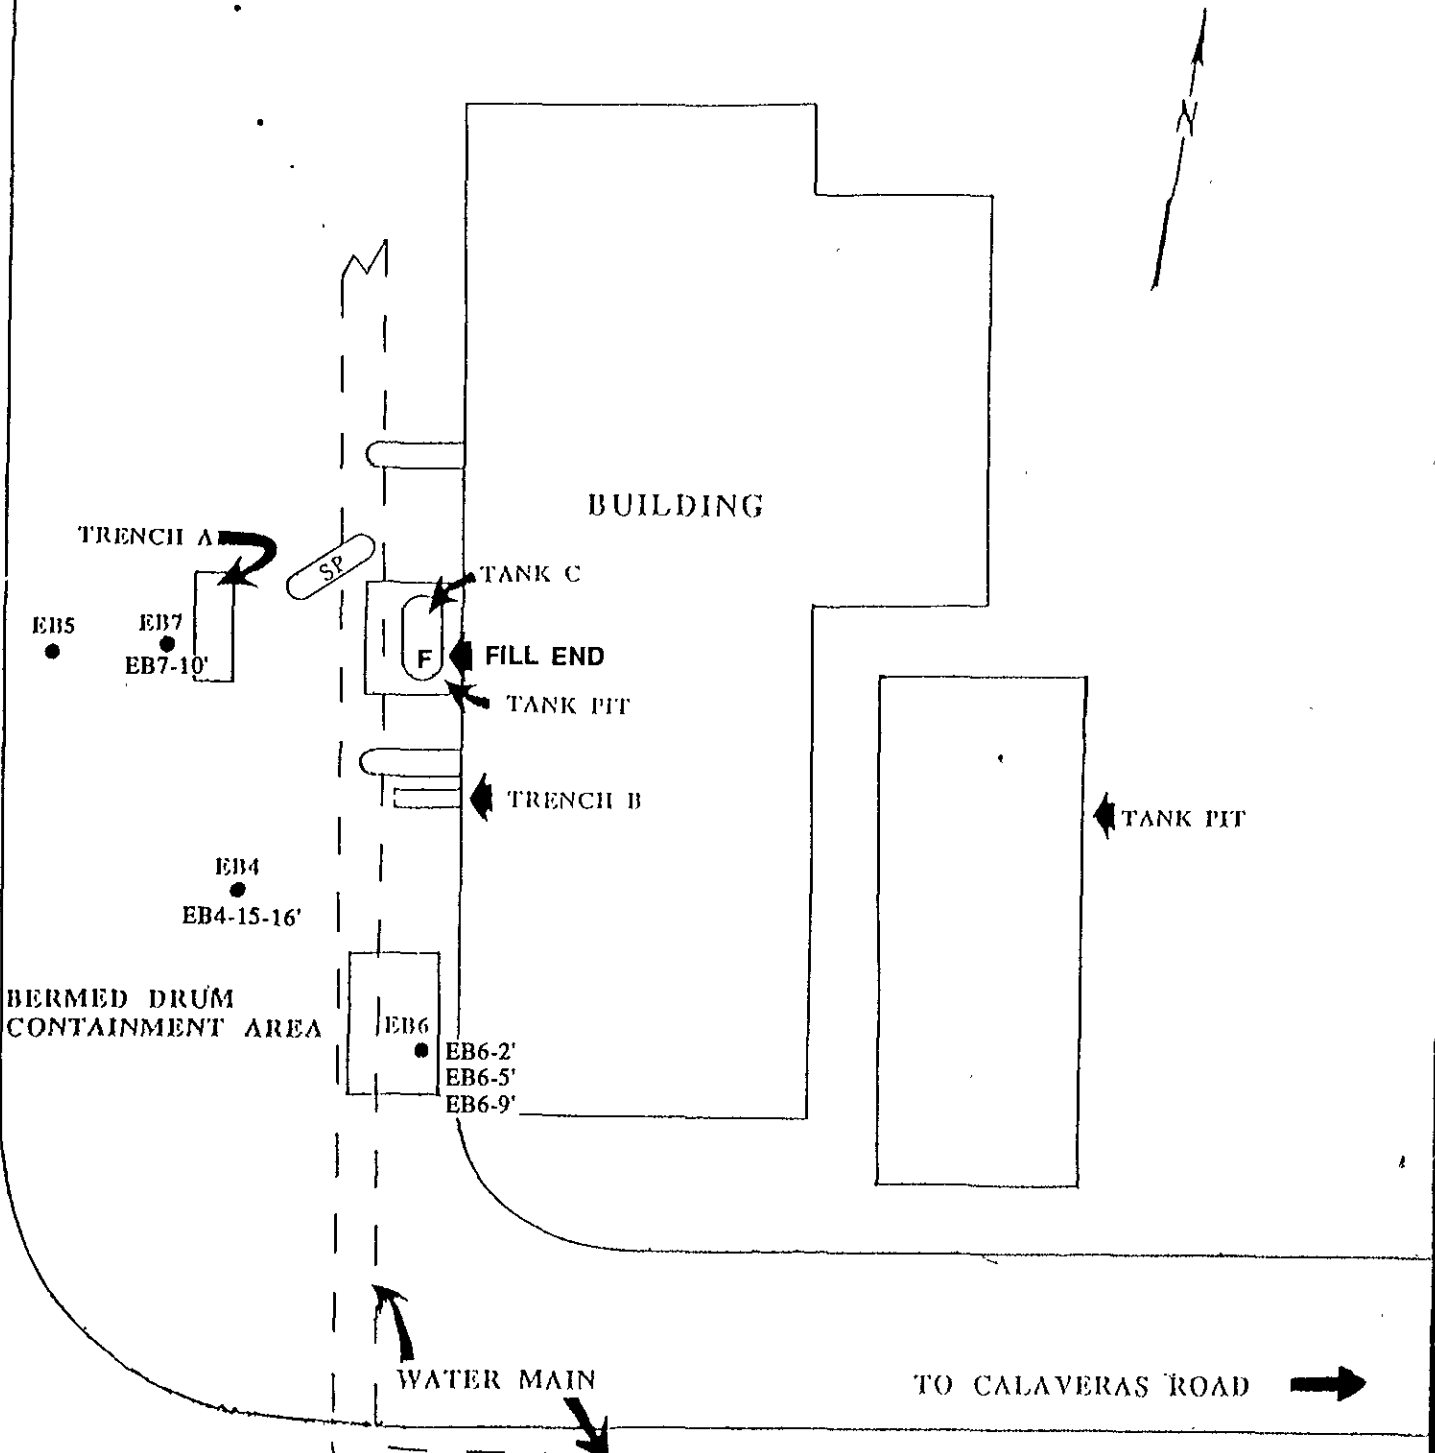 N
BUILDING
TRENCH A
SP
TANK C
EB5
EB7
EB7-10'
F
FILL END
TANK PIT
TRENCH B
TANK PIT
EB4
EB4-15-16'
BERMED DRUM
CONTAINMENT AREA
EB6
EB6-2'
EB6-5'
EB6-9'
WATER MAIN
TO CALAVERAS ROAD